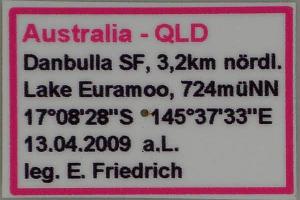 Australia - QLD
Danbulla SF, 3,2km nördl.
Lake Euramoo, 724müNN
17°08'28"S 145°37'33"E
13.04.2009 a.L.
leg. E. Friedrich